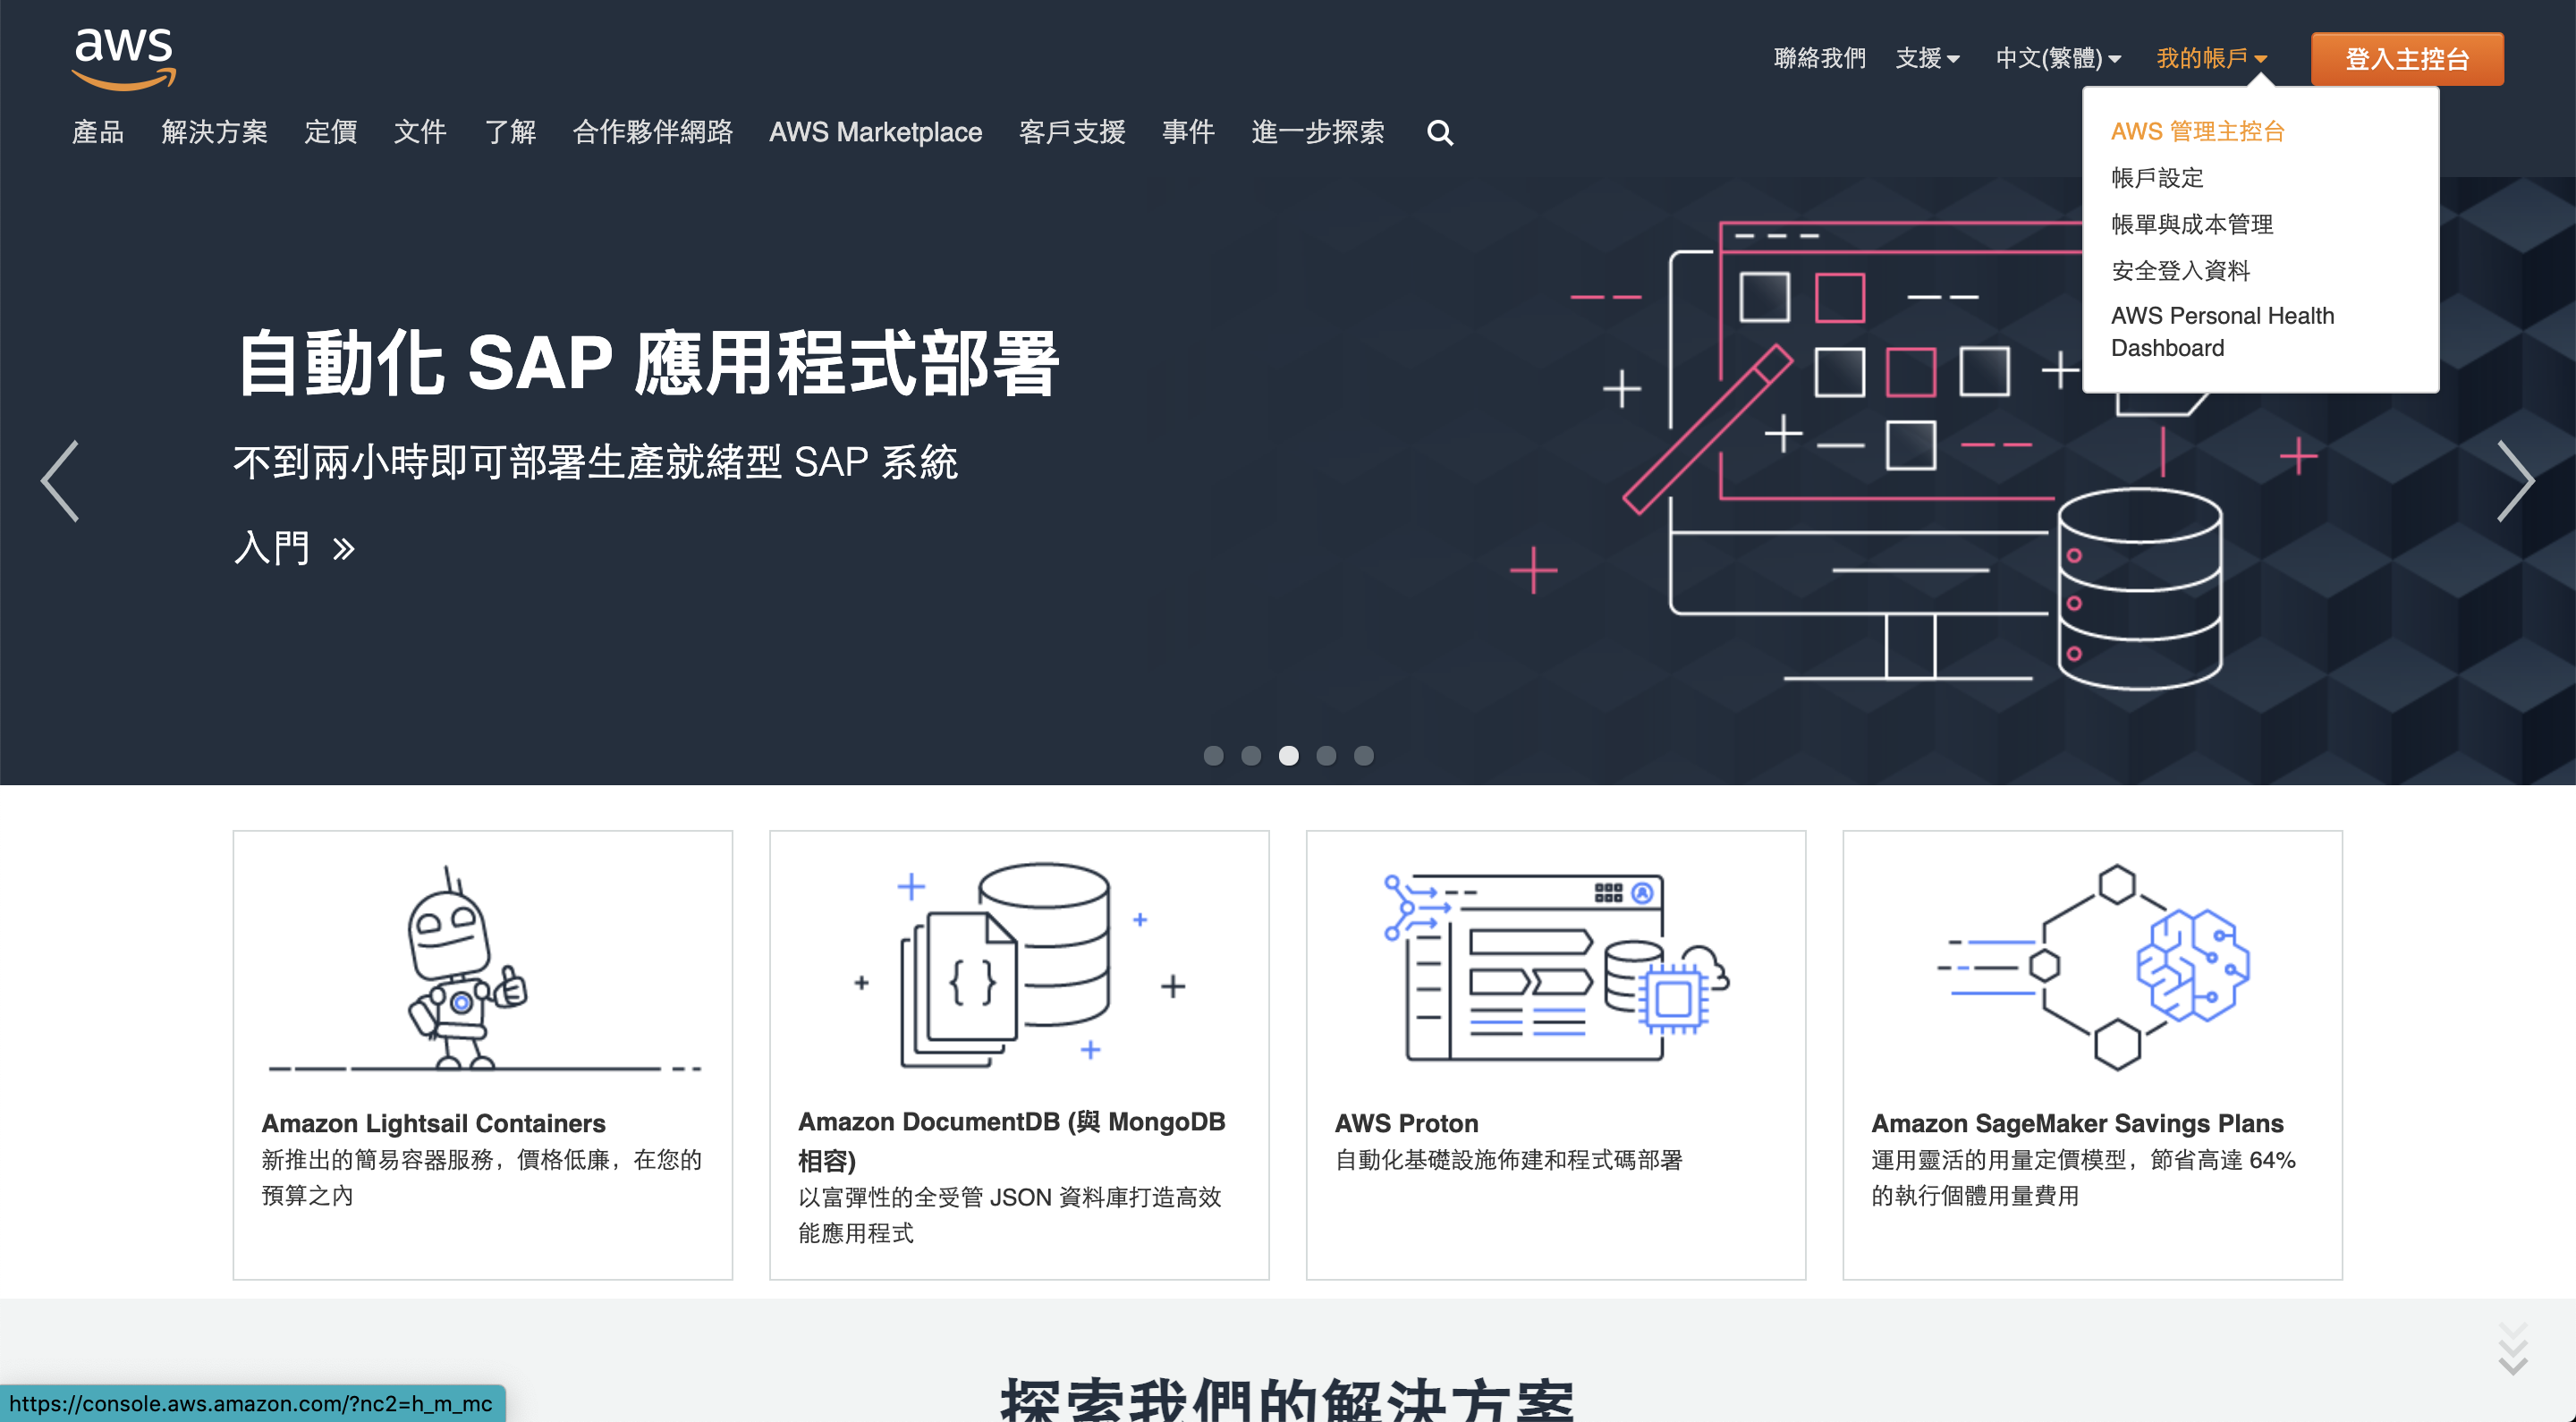 aws
聯絡我們 支援 中文(繁體) 我的帳戶 登入主控台
產品 解決方案 定價 文件 了解 合作夥伴網路 AWS Marketplace 客戶支援 事件 進一步探索
AWS 管理主控台
帳戶設定
帳單與成本管理
安全登入資料
AWS Personal Health
Dashboard
自動化 SAP 應用程式部署
不到兩小時即可部署生產就緒型 SAP 系統
入門
Amazon Lightsail Containers
新推出的簡易容器服務，價格低廉，在您的
預算之內
Amazon DocumentDB (與 MongoDB
相容)
以富彈性的全受管 JSON 資料庫打造高效
能應用程式
AWS Proton
自動化基礎設施佈建和程式碼部署
Amazon SageMaker Savings Plans
運用靈活的用量定價模型，節省高達 64%
的執行個體用量費用
探索我們的解決方案
https://console.aws.amazon.com/?nc2=h_m_mc